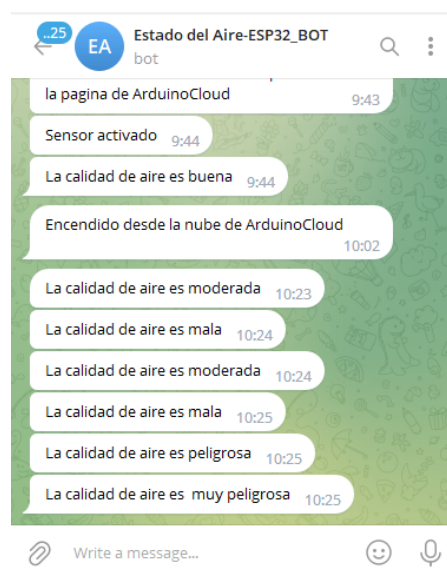 ..25
EA
Estado del Aire-ESP32_BOT
bot
la pagina de ArduinoCloud
9:43
Sensor activado 9:44
La calidad de aire es buena 9:44
Encendido desde la nube de ArduinoCloud
10:02
La calidad de aire es moderada 10:23
La calidad de aire es mala 10:24
La calidad de aire es moderada 10:24
La calidad de aire es mala 10:25
La calidad de aire es peligrosa 10:25
La calidad de aire es muy peligrosa 10:25
Write a message...